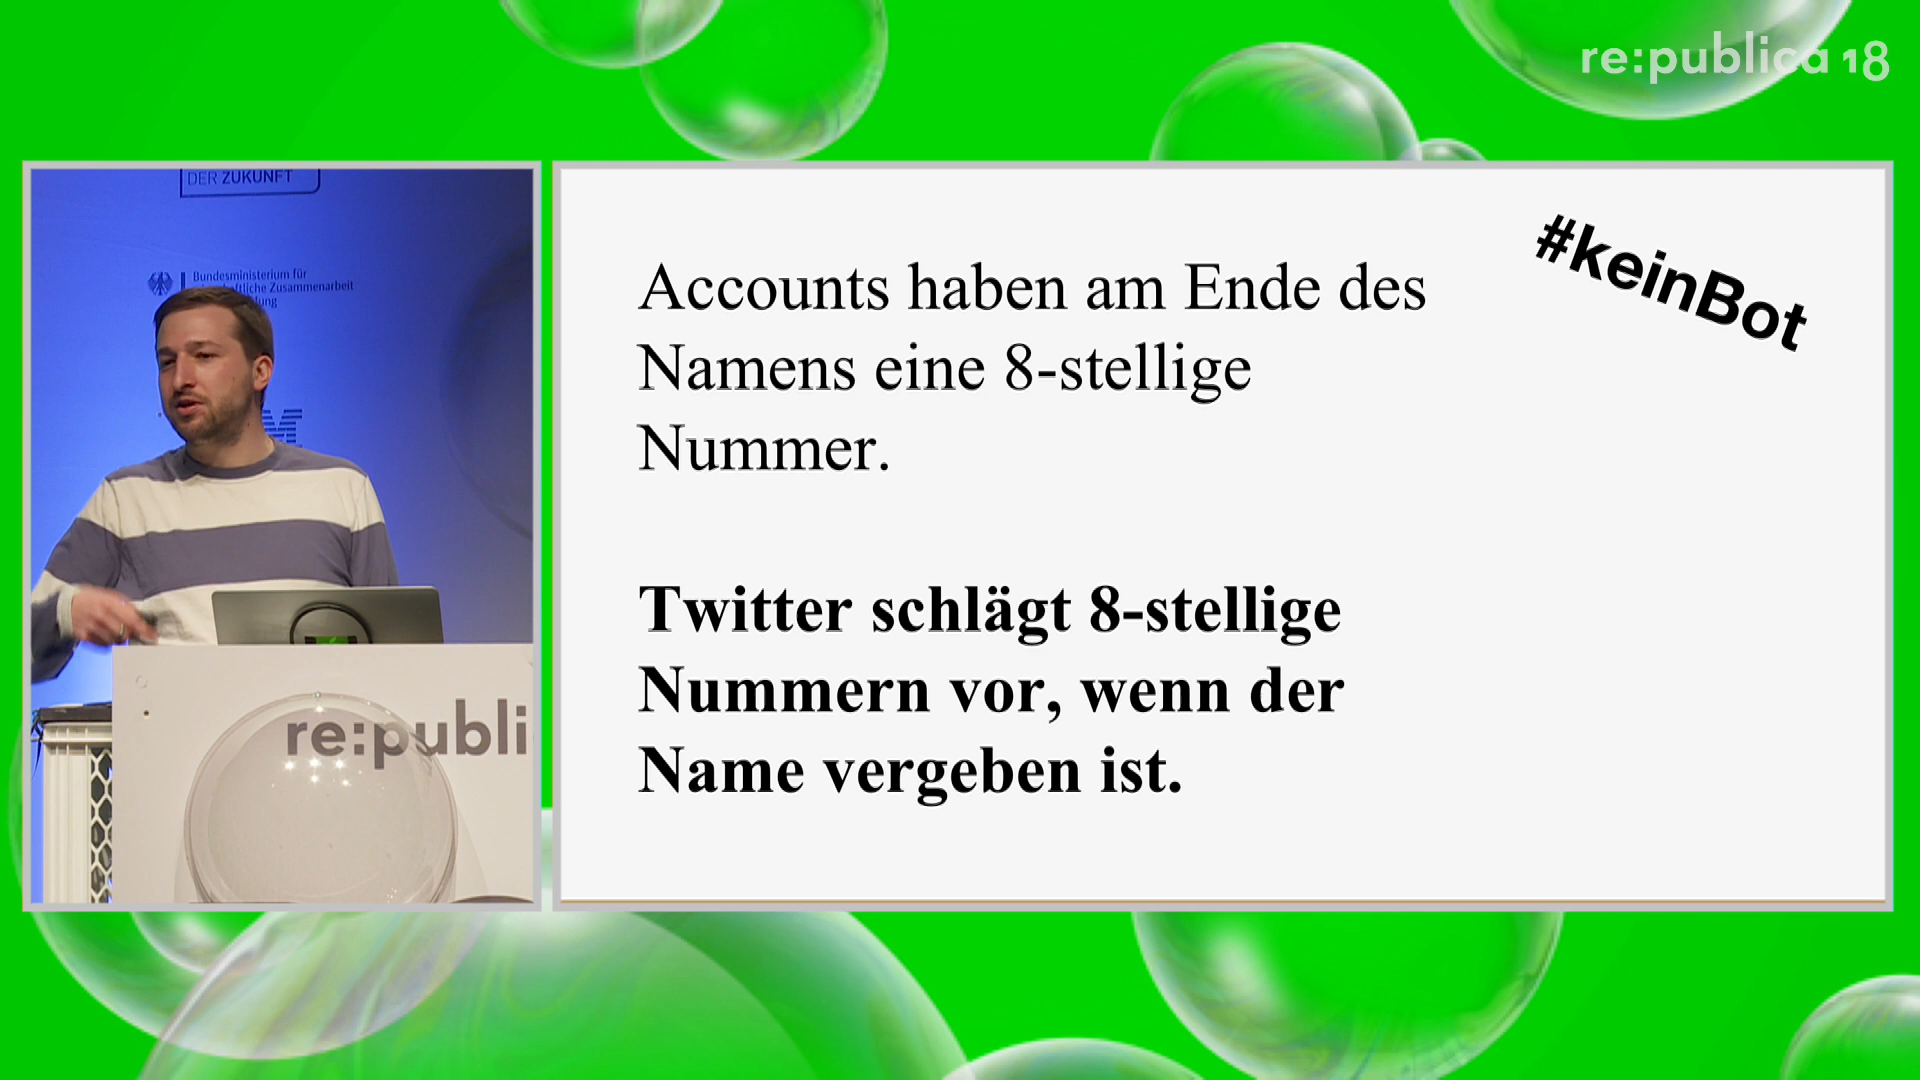 re:publica 18
DER ZUKUNFT
Bundesministerium für
Zusammenarbeit
#keinBot
Accounts haben am Ende des
Namens eine 8-stellige
Nummer.
Twitter schlägt 8-stellige
Nummern vor, wenn der
Name vergeben ist.
re:publi